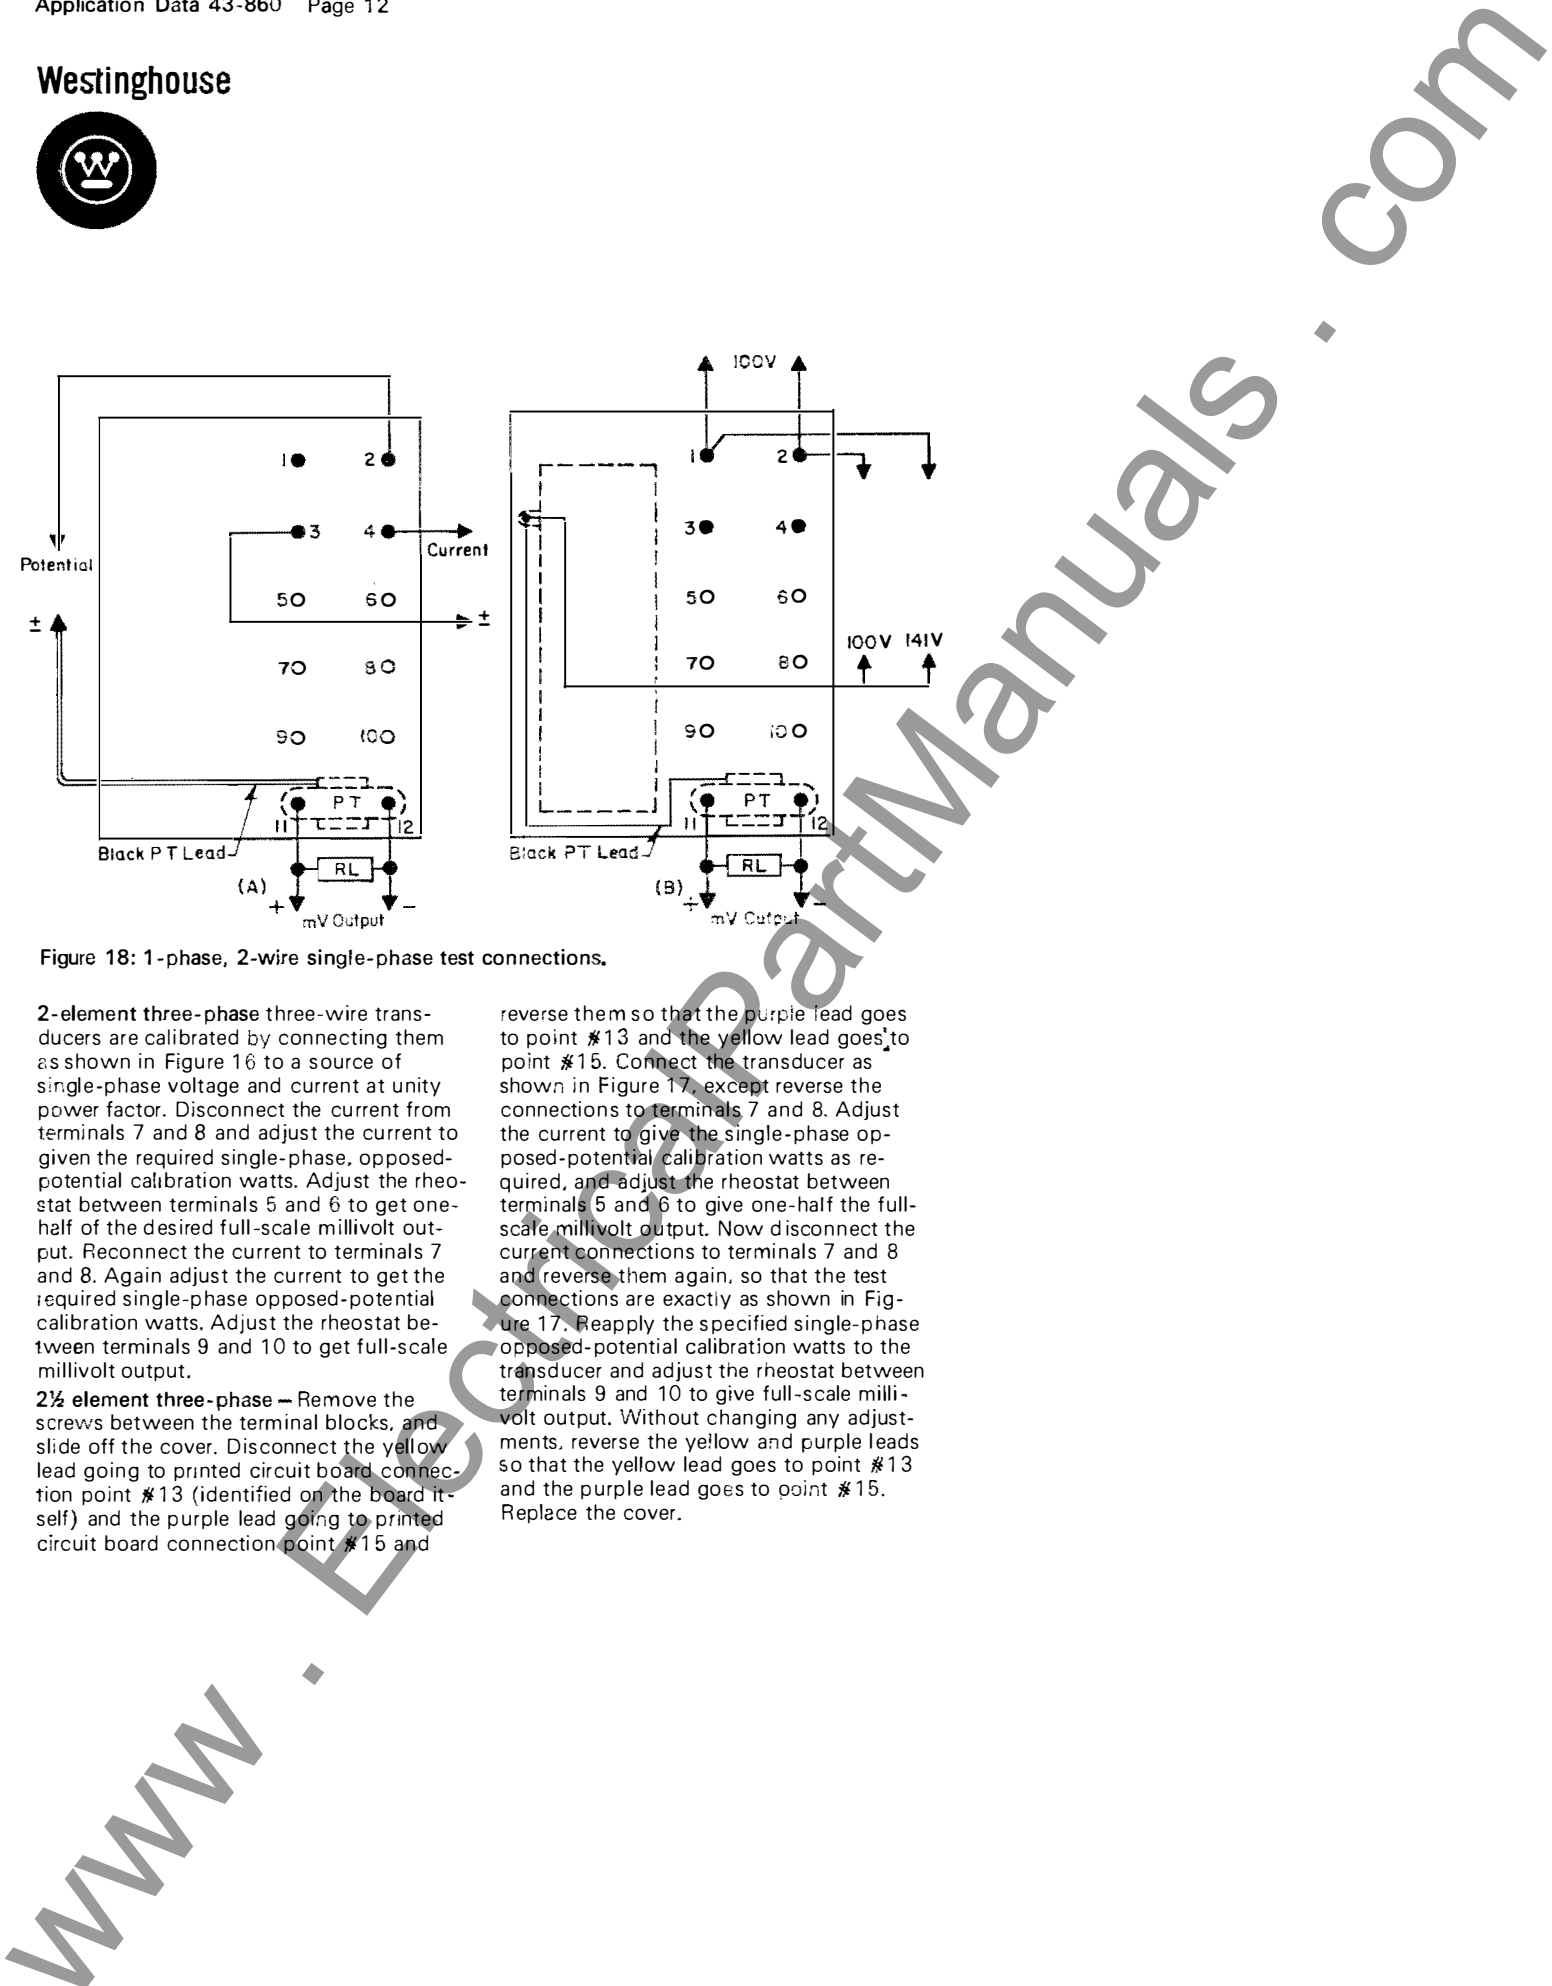 Application Data 43-860 Page 12
Westinghouse
W
100V
1 2
3 4
Current
Potential
±
5 6
±
7 8
9 10
PT
11 12
Black PT Lead
RL
(A)
+ -
mV Output
1 2
3 4
5 6
100V 141V
7 8
9 10
PT
11 12
Black PT Lead
RL
(B)
+ -
mV Output
Figure 18: 1-phase, 2-wire single-phase test connections.
2-element three-phase three-wire trans-
ducers are calibrated by connecting them
as shown in Figure 16 to a source of
single-phase voltage and current at unity
power factor. Disconnect the current from
terminals 7 and 8 and adjust the current to
given the required single-phase, opposed-
potential calibration watts. Adjust the rheo-
stat between terminals 5 and 6 to get one-
half of the desired full-scale millivolt out-
put. Reconnect the current to terminals 7
and 8. Again adjust the current to get the
required single-phase opposed-potential
calibration watts. Adjust the rheostat be-
tween terminals 9 and 10 to get full-scale
millivolt output.
2½ element three-phase – Remove the
screws between the terminal blocks, and
slide off the cover. Disconnect the yellow
lead going to printed circuit board connec-
tion point #13 (identified on the board it-
self) and the purple lead going to printed
circuit board connection point #15 and
reverse them so that the purple lead goes
to point #13 and the yellow lead goes to
point #15. Connect the transducer as
shown in Figure 17, except reverse the
connections to terminals 7 and 8. Adjust
the current to give the single-phase op-
posed-potential calibration watts as re-
quired, and adjust the rheostat between
terminals 5 and 6 to give one-half the full-
scale millivolt output. Now disconnect the
current connections to terminals 7 and 8
and reverse them again, so that the test
connections are exactly as shown in Fig-
ure 17. Reapply the specified single-phase
opposed-potential calibration watts to the
transducer and adjust the rheostat between
terminals 9 and 10 to give full-scale milli-
volt output. Without changing any adjust-
ments, reverse the yellow and purple leads
so that the yellow lead goes to point #13
and the purple lead goes to point #15.
Replace the cover.
www . ElectricalPartManuals . com